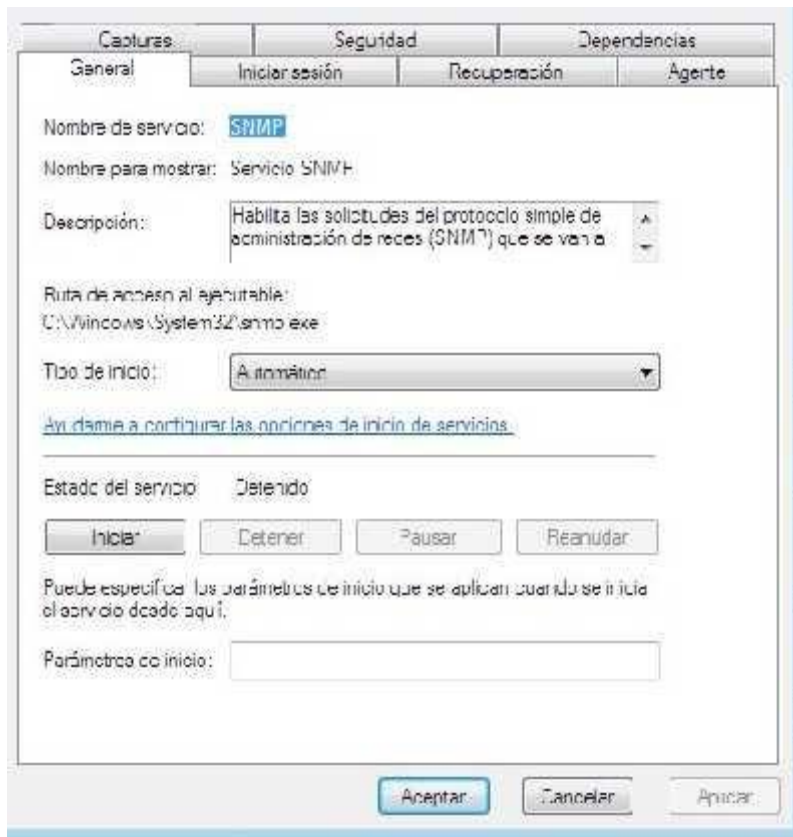 Capturas Seguridad Dependencias
General Iniciar sesión Recuperación Agente
Nombre de servicio: SNMP
Nombre para mostrar: Servicio SNMP
Descripción: Habilita las solicitudes del protocolo simple de
administración de redes (SNMP) que se van a
Ruta de acceso al ejecutable:
C:\Windows\System32\snmp.exe
Tipo de inicio: Automático
Ayudarme a configurar las opciones de inicio de servicios.
Estado del servicio Detenido
Iniciar Detener Pausar Reanudar
Puede especificar los parámetros de inicio que se aplican cuando se inicia
el servicio desde aquí.
Parámetros de inicio:
Aceptar Cancelar Aplicar